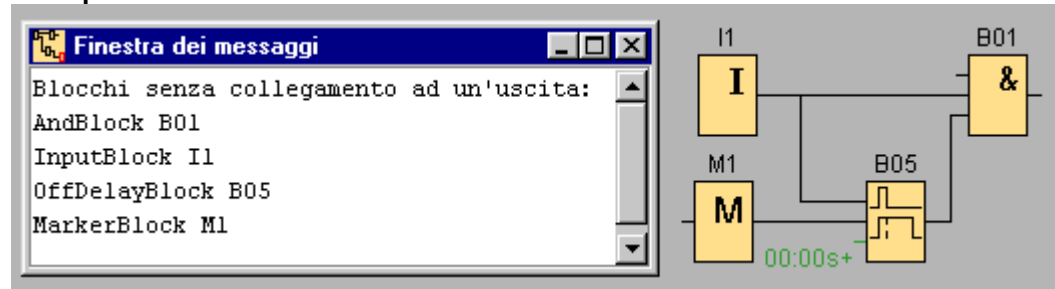 Finestra dei messaggi
Blocchi senza collegamento ad un'uscita:
AndBlock B01
InputBlock I1
OffDelayBlock B05
MarkerBlock M1
I1
B01
I
&
M1
B05
M
00:00s+